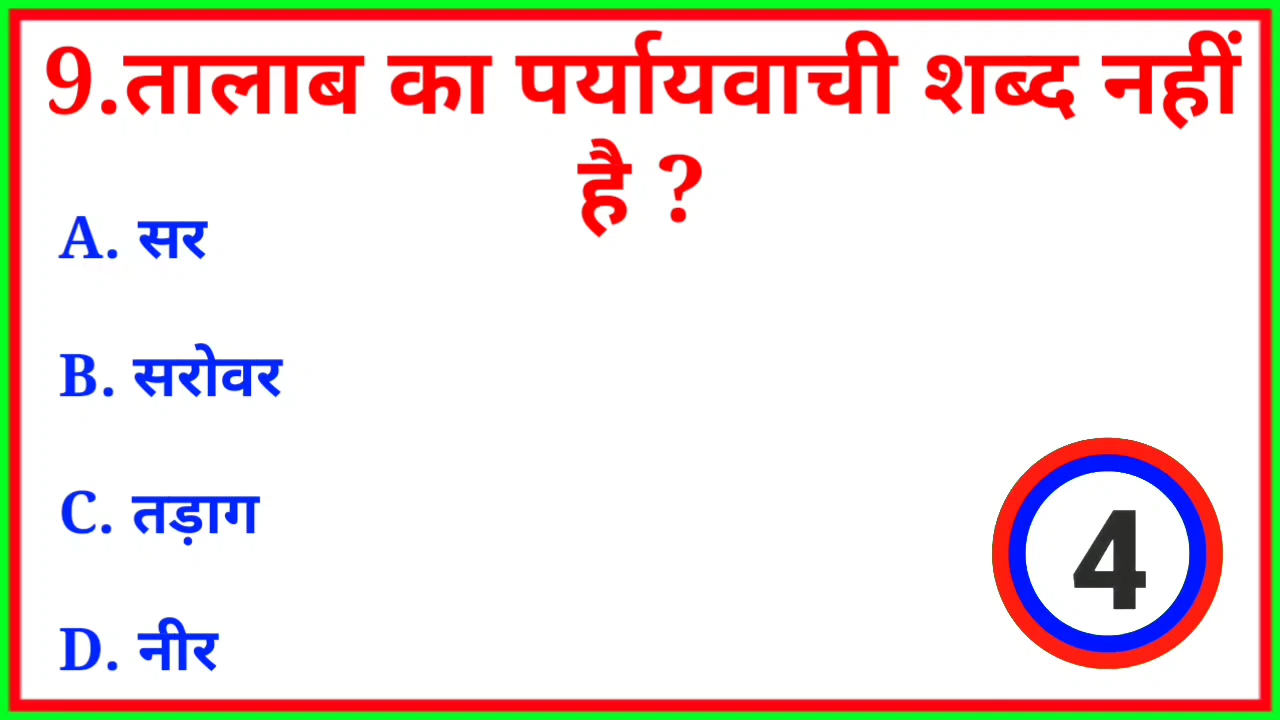 9.तालाब का पर्यायवाची शब्द नहीं
है ?
A. सर
B. सरोवर
C. तड़ाग
4
D. नीर